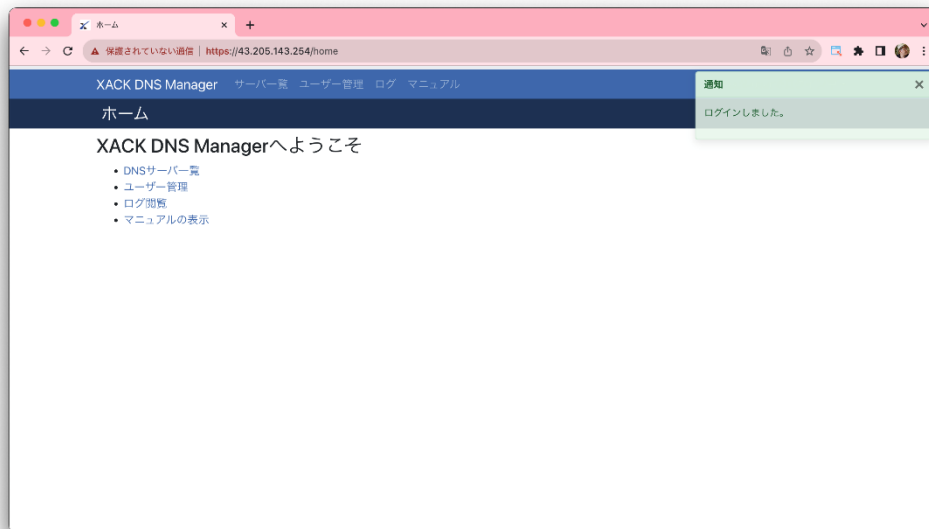 ホーム
保護されていない通信 | https://43.205.143.254/home
XACK DNS Manager サーバ一覧 ユーザー管理 ログ マニュアル
通知
ログインしました。
ホーム
XACK DNS Managerへようこそ
DNSサーバ一覧
ユーザー管理
ログ閲覧
マニュアルの表示